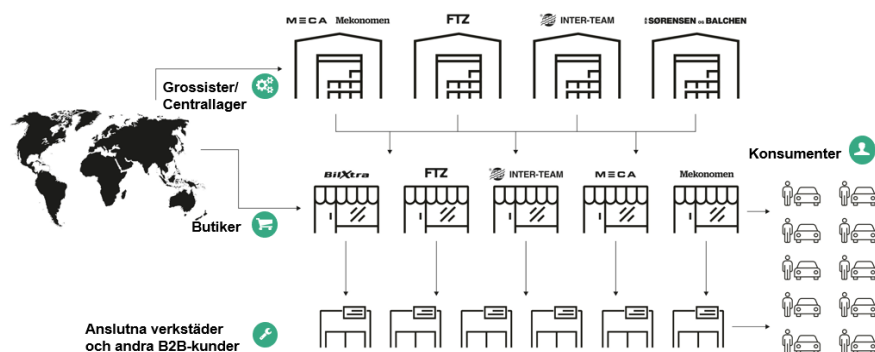 MECA Mekonomen
FTZ
INTER-TEAM
SØRENSEN OG BALCHEN
Grossister/
Centrallager
Konsumenter
BilXtra
FTZ
INTER-TEAM
MECA
Mekonomen
Butiker
Anslutna verkstäder
och andra B2B-kunder